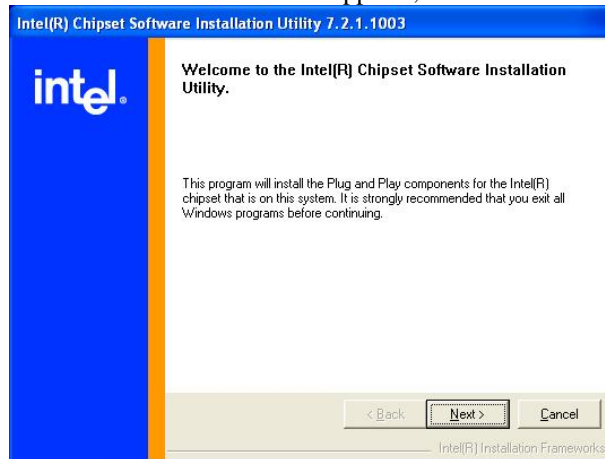 Intel(R) Chipset Software Installation Utility 7.2.1.1003
intel®
Welcome to the Intel(R) Chipset Software Installation
Utility.
This program will install the Plug and Play components for the Intel(R)
chipset that is on this system. It is strongly recommended that you exit all
Windows programs before continuing.
< Back
Next >
Cancel
Intel(R) Installation Frameworks